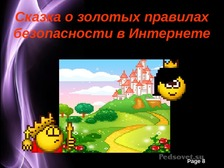 Сказка о золотых правилах
безопасности в Интернете
Pedsovet.su
Page 8